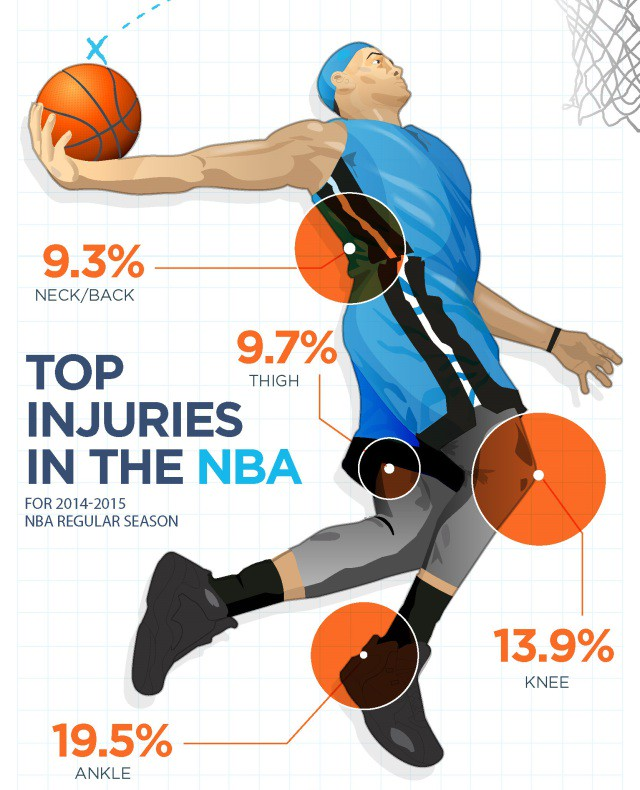 9.3%
NECK/BACK
9.7%
THIGH
TOP
INJURIES
IN THE NBA
FOR 2014-2015
NBA REGULAR SEASON
13.9%
KNEE
19.5%
ANKLE